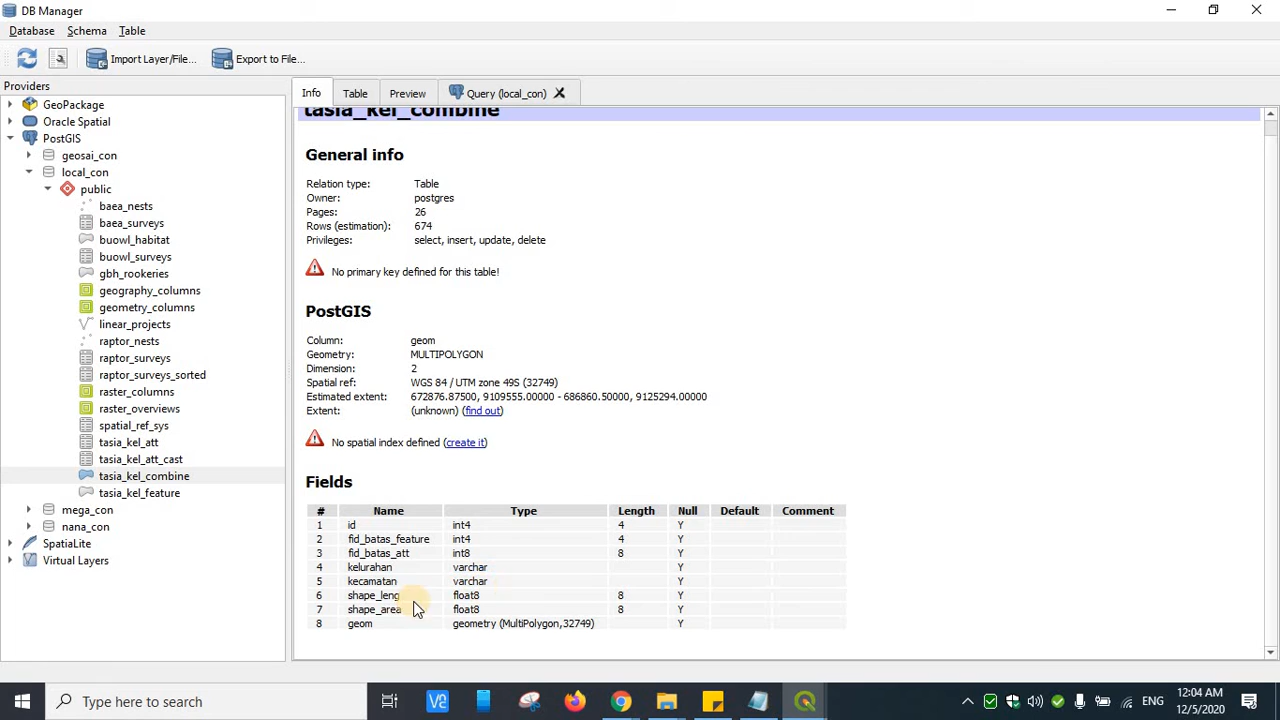 DB Manager
Database Schema Table
Import Layer/File... Export to File...
Providers
GeoPackage
Oracle Spatial
PostGIS
geosai_con
local_con
public
baea_nests
baea_surveys
buowl_habitat
buowl_surveys
gbh_rookeries
geography_columns
geometry_columns
linear_projects
raptor_nests
raptor_surveys
raptor_surveys_sorted
raster_columns
raster_overviews
spatial_ref_sys
tasia_kel_att
tasia_kel_att_cast
tasia_kel_combine
tasia_kel_feature
mega_con
nana_con
SpatiaLite
Virtual Layers
Info Table Preview Query (local_con)
tasia_kel_combine
General info
Relation type: Table
Owner: postgres
Pages: 26
Rows (estimation): 674
Privileges: select, insert, update, delete
No primary key defined for this table!
PostGIS
Column: geom
Geometry: MULTIPOLYGON
Dimension: 2
Spatial ref: WGS 84 / UTM zone 49S (32749)
Estimated extent: 672876.87500, 9109555.00000 - 686860.50000, 9125294.00000
Extent: (unknown) (find out)
No spatial index defined (create it)
Fields
# Name Type Length Null Default Comment
1 id int4 4 Y
2 fid_batas_feature int4 4 Y
3 fid_batas_att int8 8 Y
4 kelurahan varchar Y
5 kecamatan varchar Y
6 shape_leng float8 8 Y
7 shape_area float8 8 Y
8 geom geometry (MultiPolygon,32749) Y
Type here to search
ENG
12:04 AM
12/5/2020